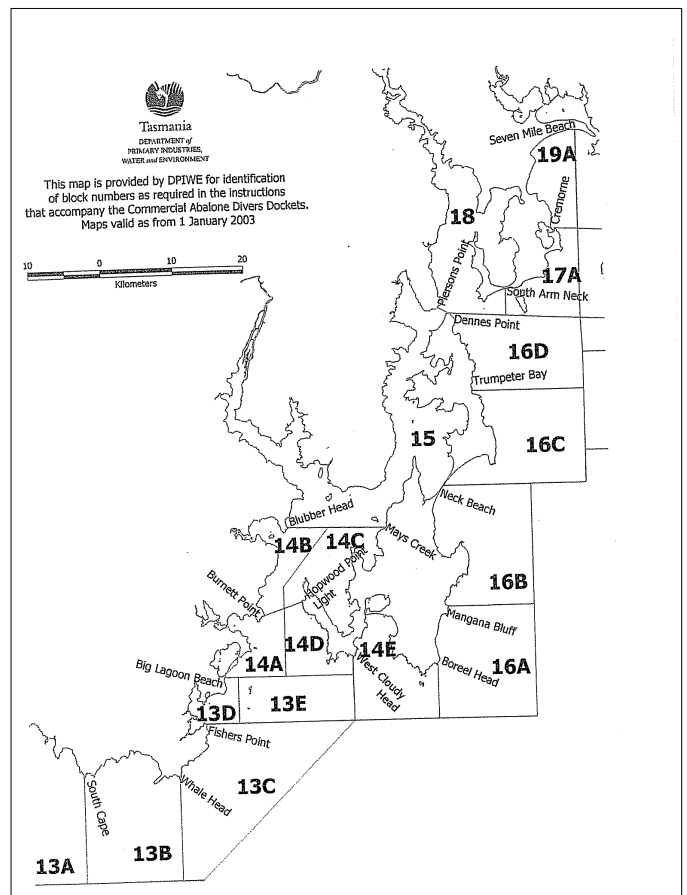 Tasmania
DEPARTMENT of
PRIMARY INDUSTRIES,
WATER and ENVIRONMENT
This map is provided by DPIWE for identification
of block numbers as required in the instructions
that accompany the Commercial Abalone Divers Dockets.
Maps valid as from 1 January 2003
10 0 10 20
Kilometers
Seven Mile Beach
19A
Cremorne
18
Piersons Point
17A
South Arm Neck
Dennes Point
16D
Trumpeter Bay
15
16C
Neck Beach
Blubber Head
14B
14C
Mays Creek
Hopwood Point
Light
16B
Burnett Point
Mangana Bluff
14D
14E
14A
West Cloudy
Head
Boreel Head
16A
Big Lagoon Beach
13D
13E
Fishers Point
13C
Whale Head
South Cape
13A
13B